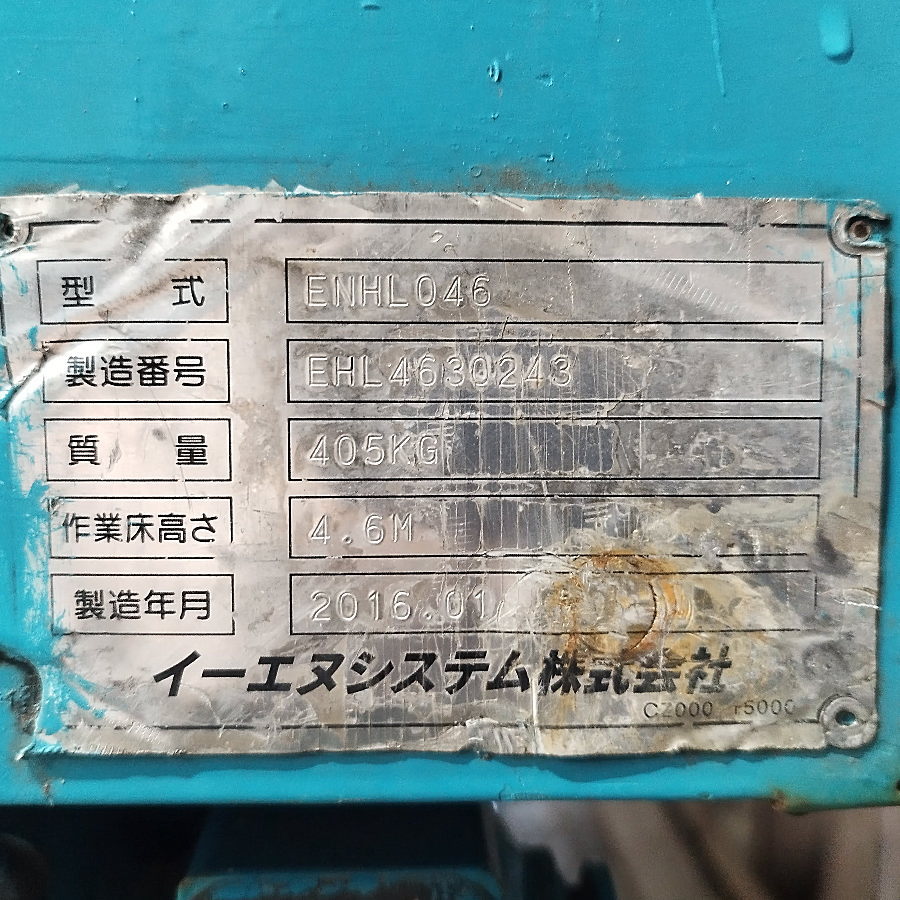 型式 ENHL046
製造番号 EHL4630243
質量 405KG
作業床高さ 4.6M
製造年月 2016.01
イーエヌシステム株式会社
CZ000